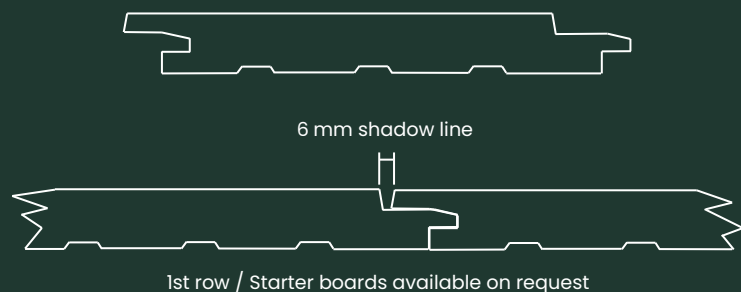 6 mm shadow line
1st row / Starter boards available on request